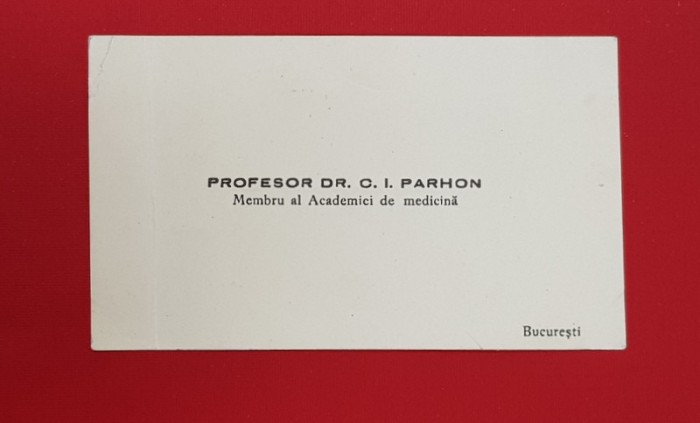 PROFESOR DR. C. I. PARHON
Membru al Academiei de medicină
București